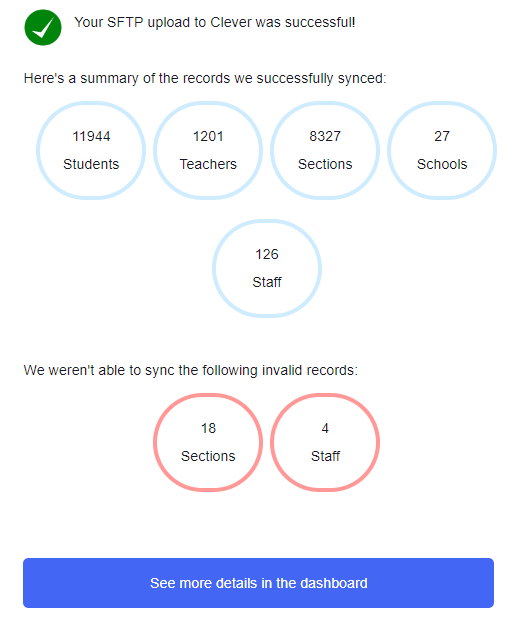 Your SFTP upload to Clever was successful!
Here's a summary of the records we successfully synced:
11944
Students
1201
Teachers
8327
Sections
27
Schools
126
Staff
We weren't able to sync the following invalid records:
18
Sections
4
Staff
See more details in the dashboard